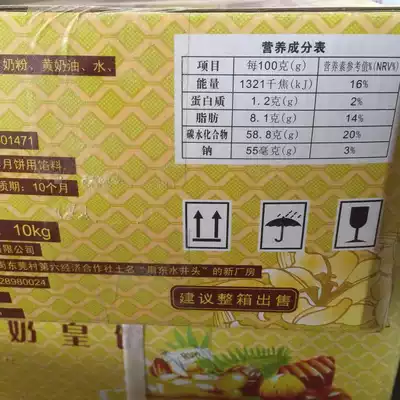 营养成分表
项目 每100克(g) 营养素参考值%(NRV%)
能量 1321千焦(kJ) 16%
蛋白质 1.2克(g) 2%
脂肪 8.1克(g) 14%
碳水化合物 58.8克(g) 20%
钠 55毫克(g) 3%
奶粉、黄奶油、水、
01471
月饼用馅料
质期：10个月
10kg
有限公司
东莞村第六经济合作社土名“周东水井头”的新厂房
28980024
建议整箱出售
奶皇